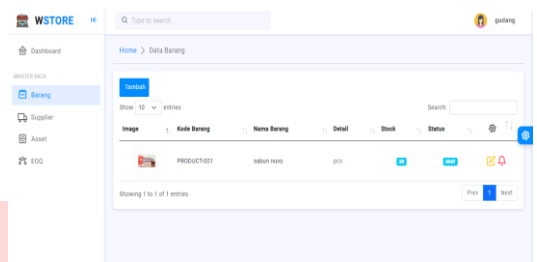 WSTORE
Type to search...
gudang
Dashboard
Home > Data Barang
MASTER DATA
Barang
Supplier
Asset
EOQ
Tambah
Show 10 entries
Search:
Image Kode Barang Nama Barang Detail Stock Status
PRODUCT-001 sabun nuvo pcs
Showing 1 to 1 of 1 entries
Prev 1 Next